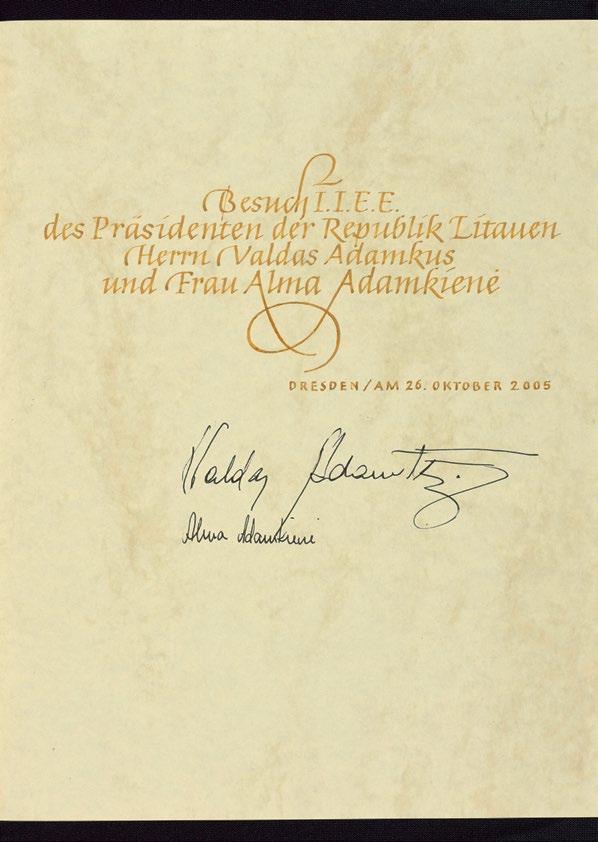 Besuch I.I.E.E.
des Präsidenten der Republik Litauen
Herrn Valdas Adamkus
und Frau Alma Adamkienė
DRESDEN / AM 26. OKTOBER 2005
Valdas Adamkus
Alma Adamkienė